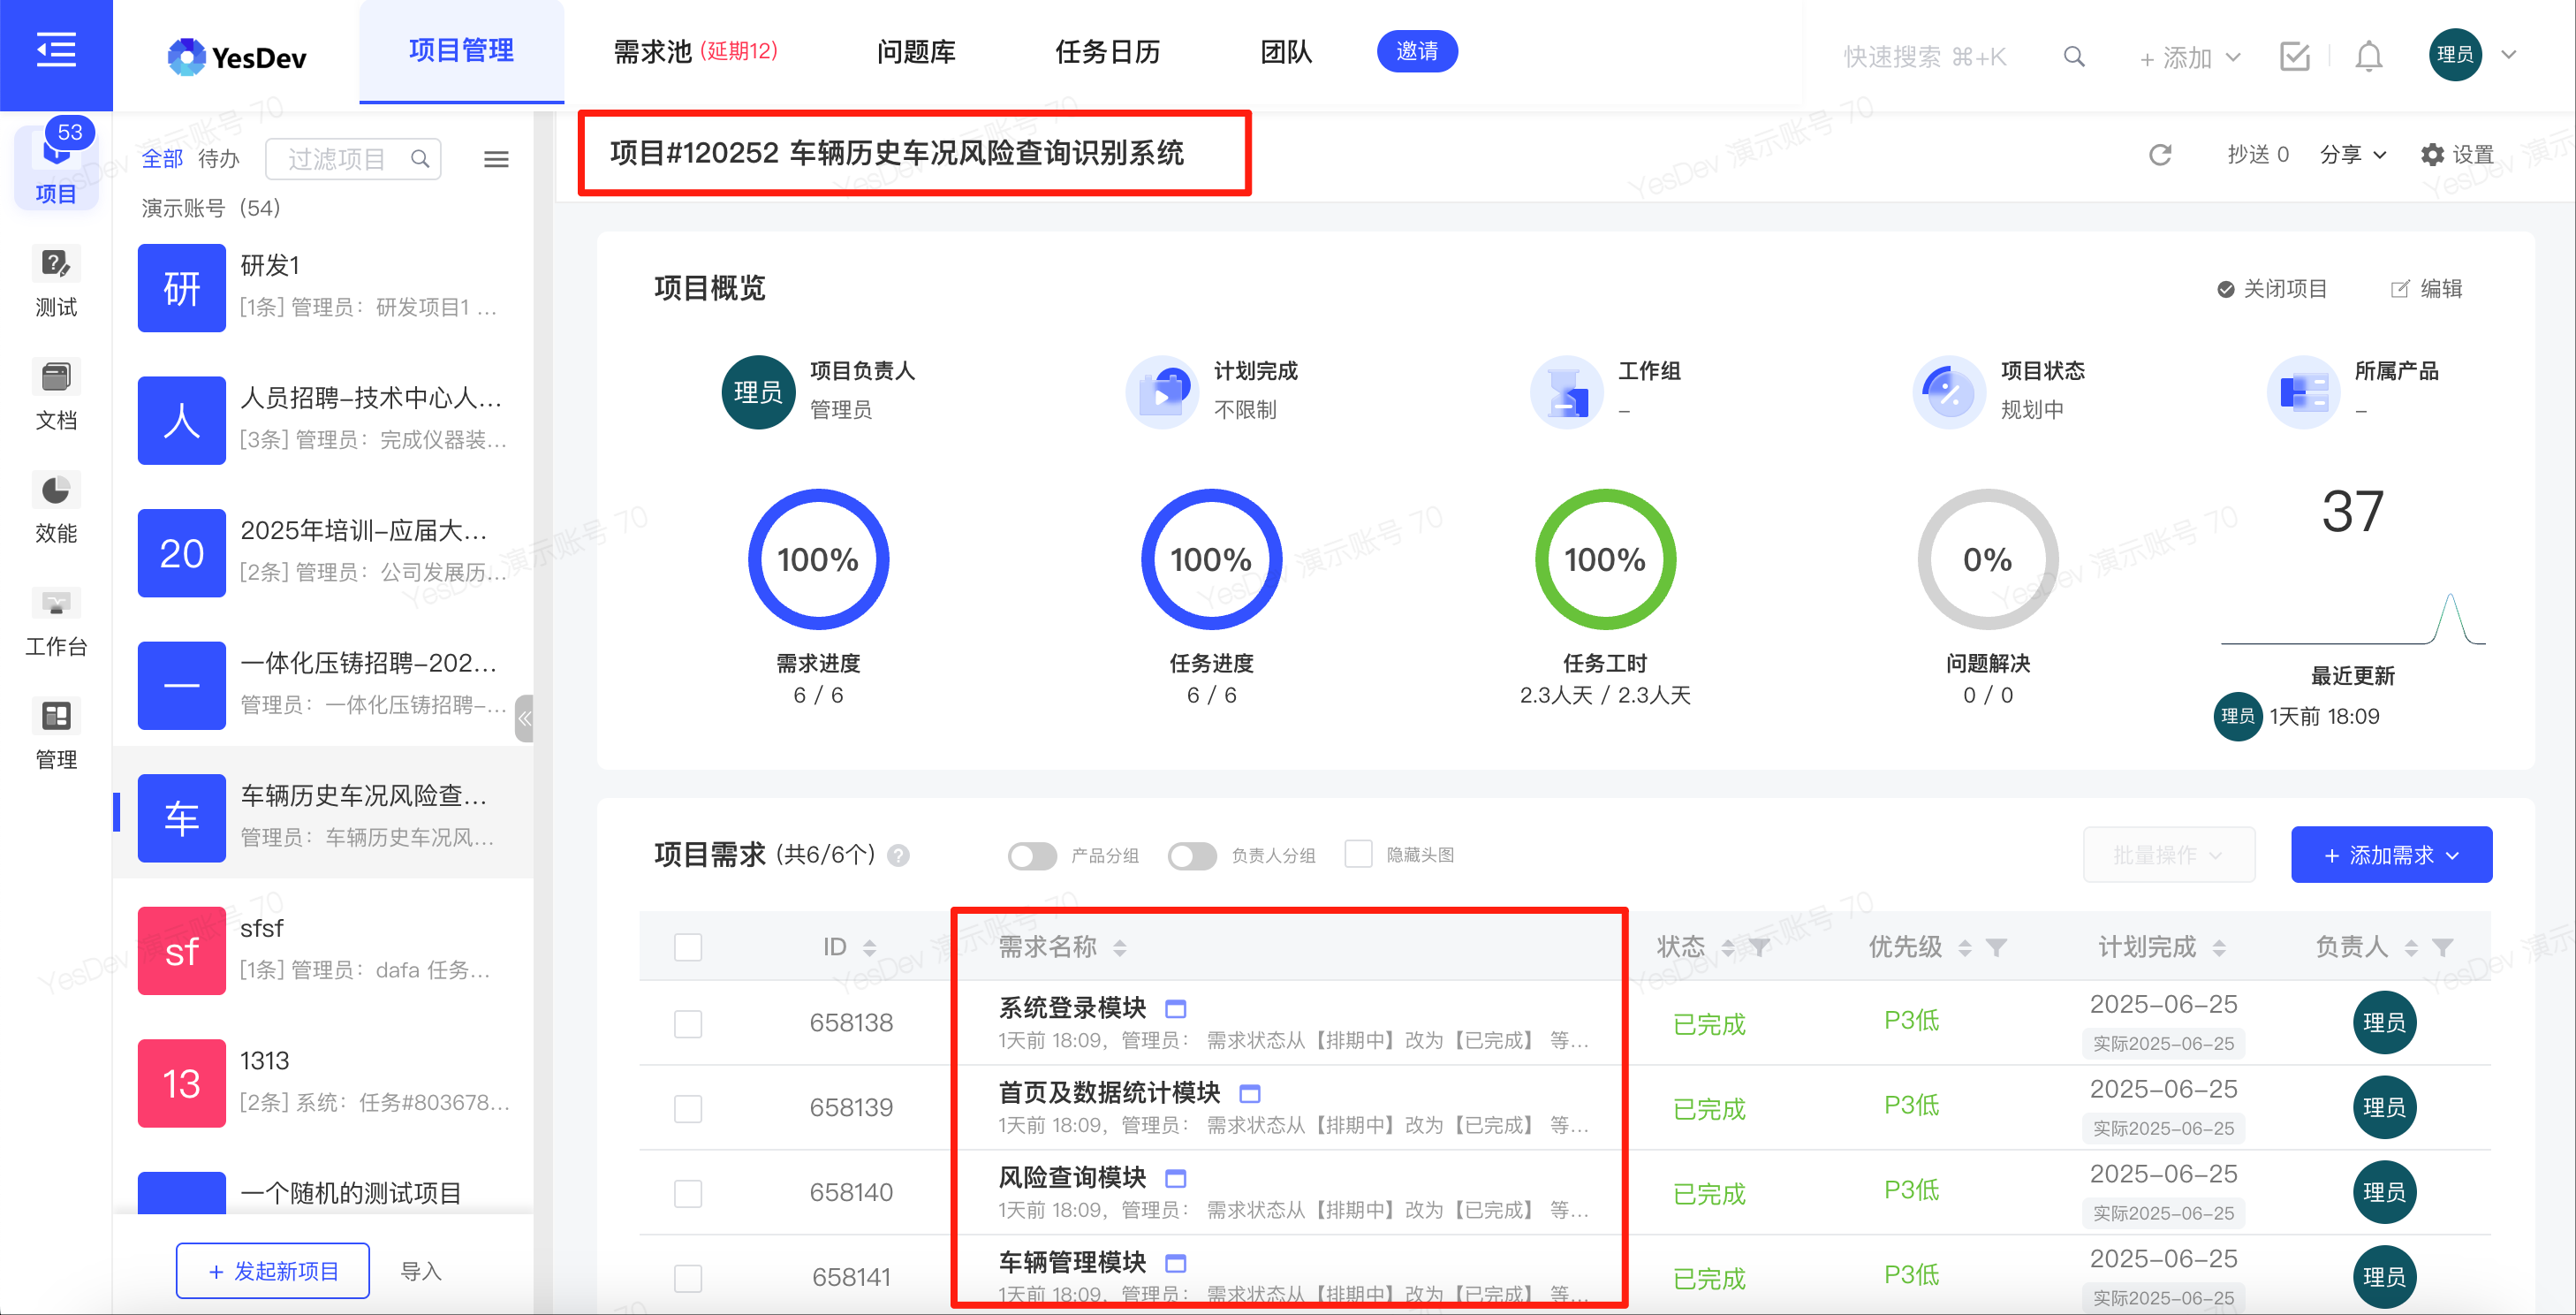 YesDev
项目管理
需求池 (延期12)
问题库
任务日历
团队
邀请
快速搜索 ⌘+K
+ 添加
理员
53
项目
测试
文档
效能
工作台
管理
全部 待办
过滤项目
演示账号 (54)
研
研发1
[1条] 管理员: 研发项目1 ...
人
人员招聘-技术中心人...
[3条] 管理员: 完成仪器装...
20
2025年培训-应届大...
[2条] 管理员: 公司发展历...
一
一体化压铸招聘-202...
管理员: 一体化压铸招聘-...
车
车辆历史车况风险查...
管理员: 车辆历史车况风...
sf
sfsf
[1条] 管理员: dafa 任务...
13
1313
[2条] 系统: 任务#803678...
一个随机的测试项目
+ 发起新项目
导入
项目#120252 车辆历史车况风险查询识别系统
抄送 0
分享
设置
项目概览
关闭项目
编辑
理员
项目负责人
管理员
计划完成
不限制
工作组
-
项目状态
规划中
所属产品
-
100%
需求进度
6 / 6
100%
任务进度
6 / 6
100%
任务工时
2.3人天 / 2.3人天
0%
问题解决
0 / 0
37
最近更新
理员 1天前 18:09
项目需求 (共6/6个) ?
产品分组
负责人分组
隐藏头图
批量操作
+ 添加需求
ID 需求名称 状态 优先级 计划完成 负责人
658138 系统登录模块 已完成 P3低 2025-06-25 理员
1天前 18:09, 管理员: 需求状态从【排期中】改为【已完成】 等... 实际2025-06-25
658139 首页及数据统计模块 已完成 P3低 2025-06-25 理员
1天前 18:09, 管理员: 需求状态从【排期中】改为【已完成】 等... 实际2025-06-25
658140 风险查询模块 已完成 P3低 2025-06-25 理员
1天前 18:09, 管理员: 需求状态从【排期中】改为【已完成】 等... 实际2025-06-25
658141 车辆管理模块 已完成 P3低 2025-06-25 理员
1天前 18:09, 管理员: 需求状态从【排期中】改为【已完成】 等... 实际2025-06-25
YesDev 演示账号 70